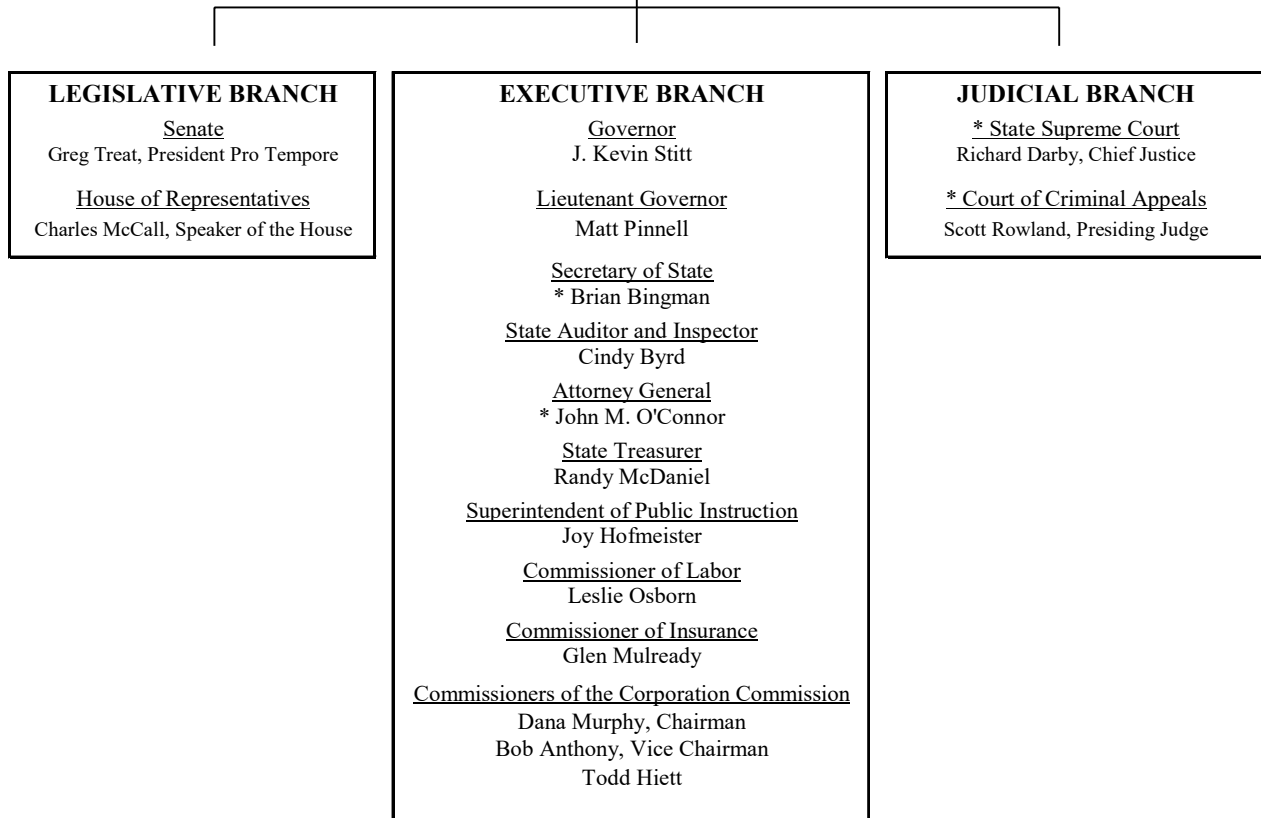 LEGISLATIVE BRANCH
Senate
Greg Treat, President Pro Tempore
House of Representatives
Charles McCall, Speaker of the House
EXECUTIVE BRANCH
Governor
J. Kevin Stitt
Lieutenant Governor
Matt Pinnell
Secretary of State
* Brian Bingman
State Auditor and Inspector
Cindy Byrd
Attorney General
* John M. O'Connor
State Treasurer
Randy McDaniel
Superintendent of Public Instruction
Joy Hofmeister
Commissioner of Labor
Leslie Osborn
Commissioner of Insurance
Glen Mulready
Commissioners of the Corporation Commission
Dana Murphy, Chairman
Bob Anthony, Vice Chairman
Todd Hiett
JUDICIAL BRANCH
* State Supreme Court
Richard Darby, Chief Justice
* Court of Criminal Appeals
Scott Rowland, Presiding Judge